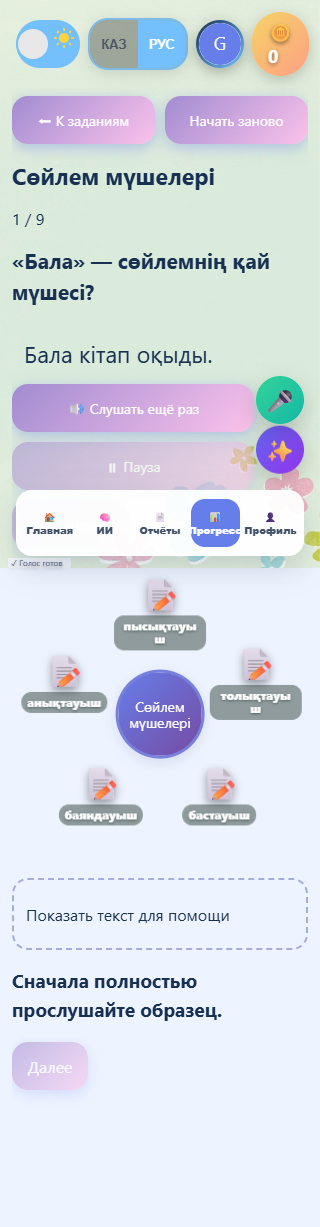 КАЗ РУС G 0
⬅ К заданиям
Начать заново
Сөйлем мүшелері
1 / 9
«Бала» — сөйлемнің қай
мүшесі?
Бала кітап оқыды.
Слушать ещё раз
Пауза
Главная
ИИ
Отчёты
Прогресс
Профиль
✓ Голос готов
пысықтауы
ш
анықтауыш
толықтауы
ш
Сөйлем
мүшелері
баяндауыш
бастауыш
Показать текст для помощи
Сначала полностью
прослушайте образец.
Далее